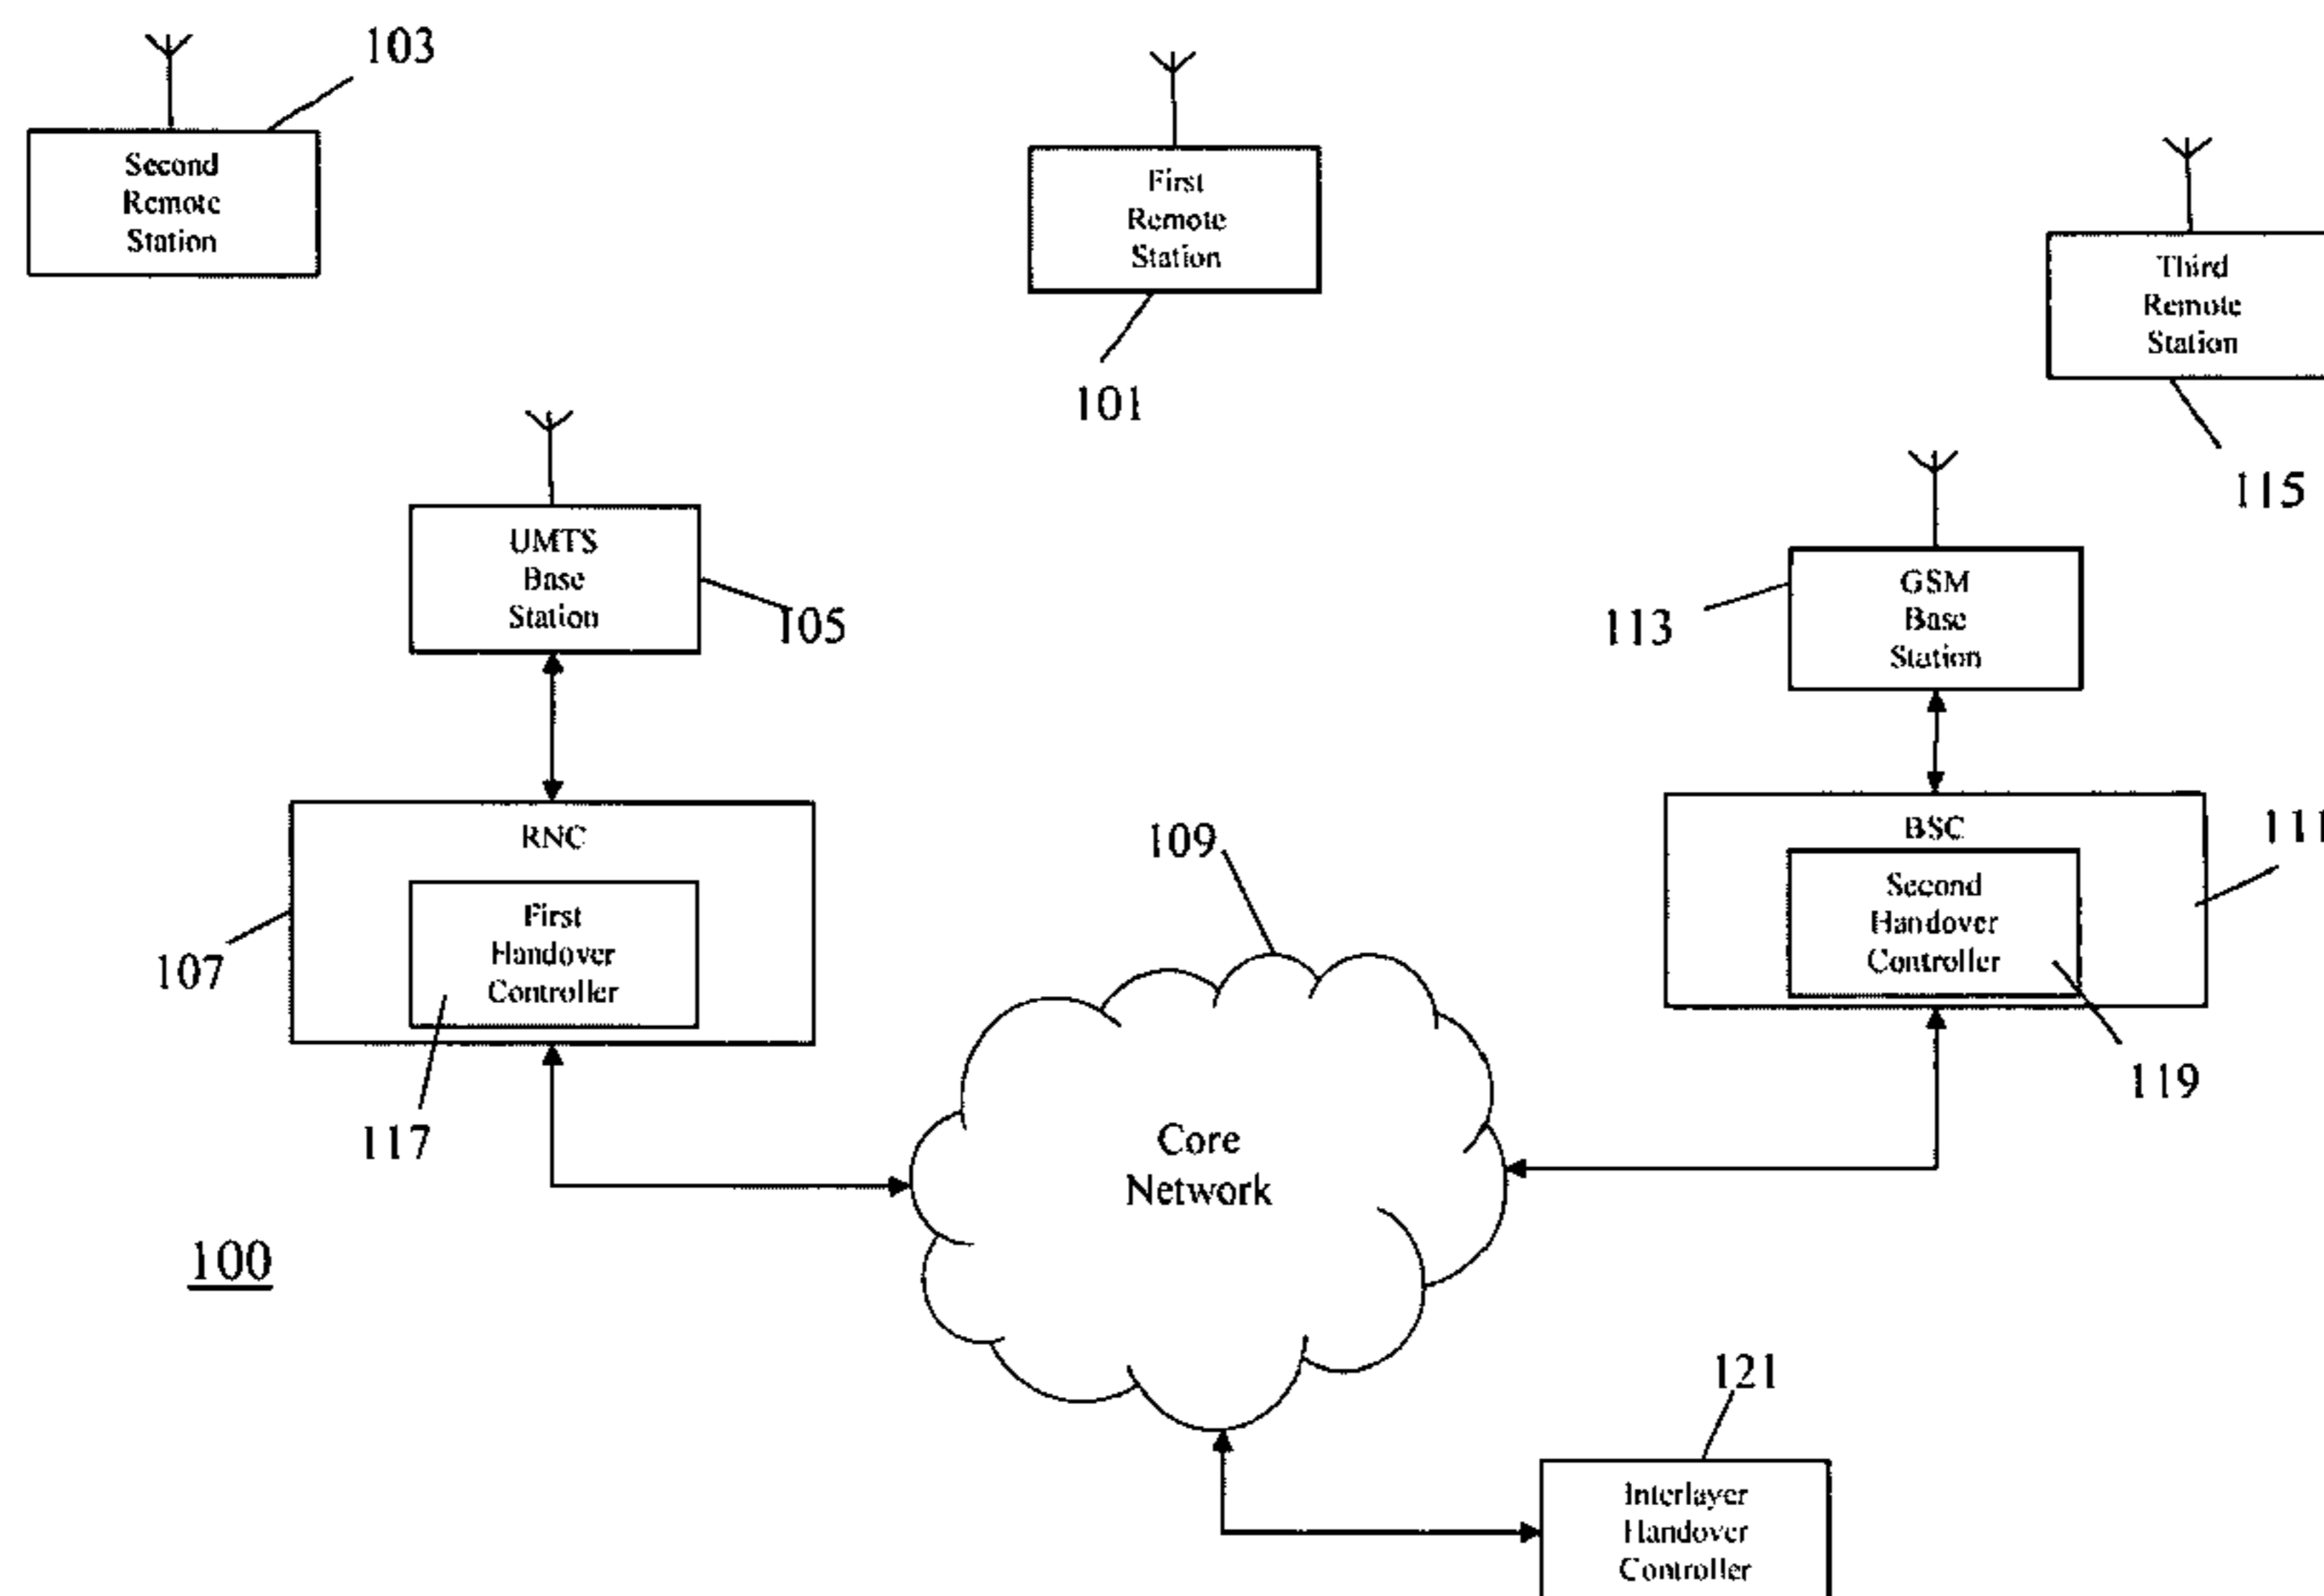 103
Second
Remote
Station
First
Remote
Station
101
Third
Remote
Station
115
UMTS
Base
Station
105
113
GSM
Base
Station
RNC
First
Handover
Controller
107
117
109
BSC
Second
Handover
Controller
111
119
Core
Network
100
121
Interlayer
Handover
Controller